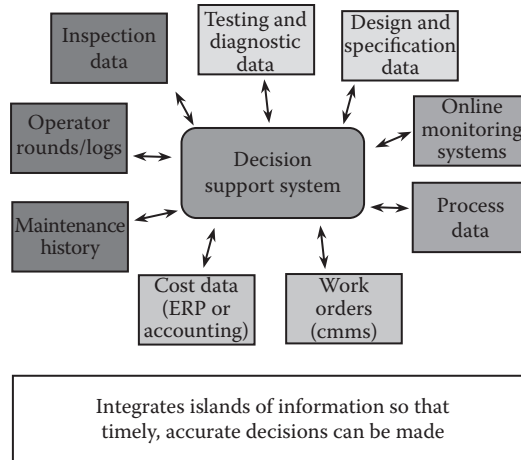 Inspection
data
Testing and
diagnostic
data
Design and
specification
data
Operator
rounds/logs
Decision
support system
Online
monitoring
systems
Maintenance
history
Process
data
Cost data
(ERP or
accounting)
Work
orders
(cmms)
Integrates islands of information so that
timely, accurate decisions can be made